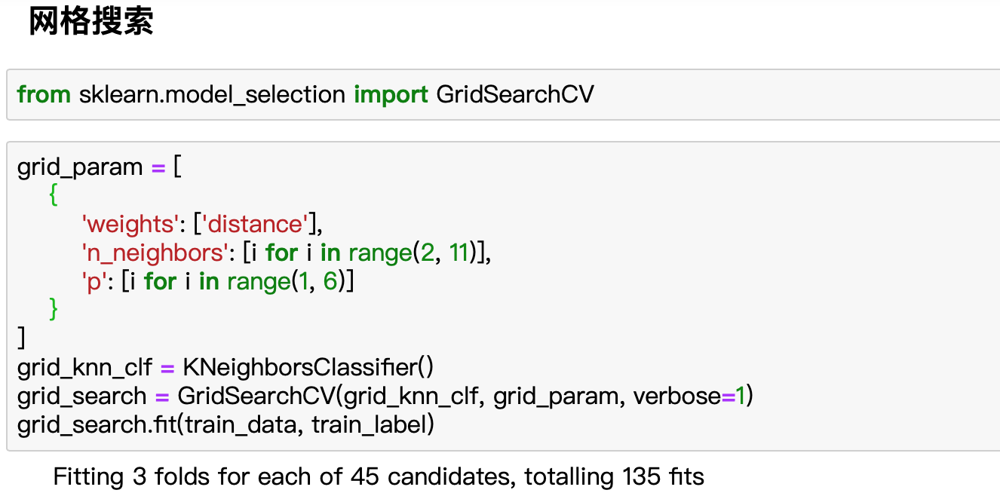 网格搜索
from sklearn.model_selection import GridSearchCV
grid_param = [
{
'weights': ['distance'],
'n_neighbors': [i for i in range(2, 11)],
'p': [i for i in range(1, 6)]
}
]
grid_knn_clf = KNeighborsClassifier()
grid_search = GridSearchCV(grid_knn_clf, grid_param, verbose=1)
grid_search.fit(train_data, train_label)
Fitting 3 folds for each of 45 candidates, totalling 135 fits